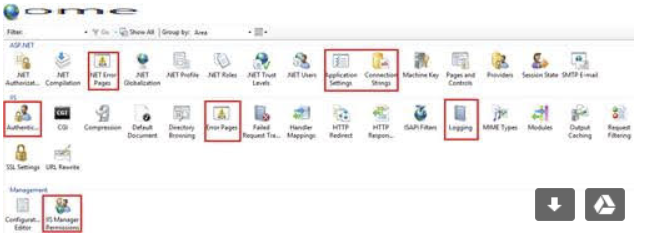 ome
Filter: Go Show All Group by: Area
ASP.NET
.NET Authorizat... .NET Compilation .NET Error Pages .NET Globalization .NET Profile .NET Roles .NET Trust Levels .NET Users Application Settings Connection Strings Machine Key Pages and Controls Providers Session State SMTP E-mail
IIS
Authentic... CGI Compression Default Document Directory Browsing Error Pages Failed Request Tra... Handler Mappings HTTP Redirect HTTP Respon... ISAPI Filters Logging MIME Types Modules Output Caching Request Filtering
SSL Settings URL Rewrite
Management
Configurat... Editor IIS Manager Permissions